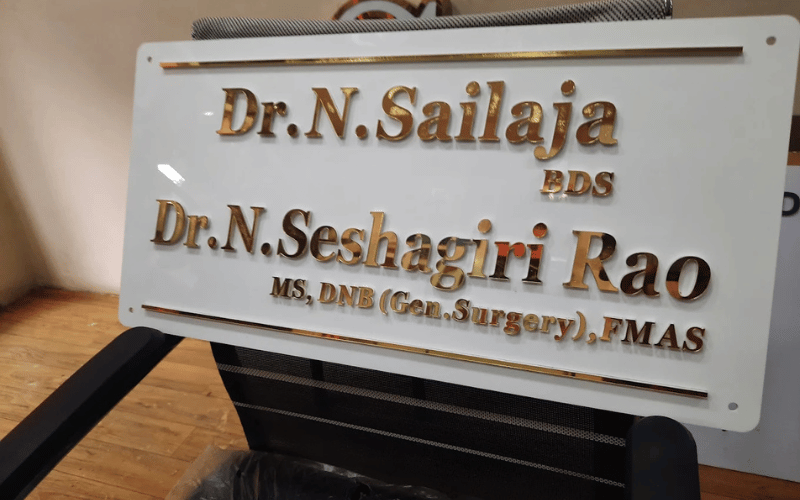 Dr.N.Sailaja
BDS
Dr.N.Seshagiri Rao
MS, DNB (Gen.Surgery),FMAS